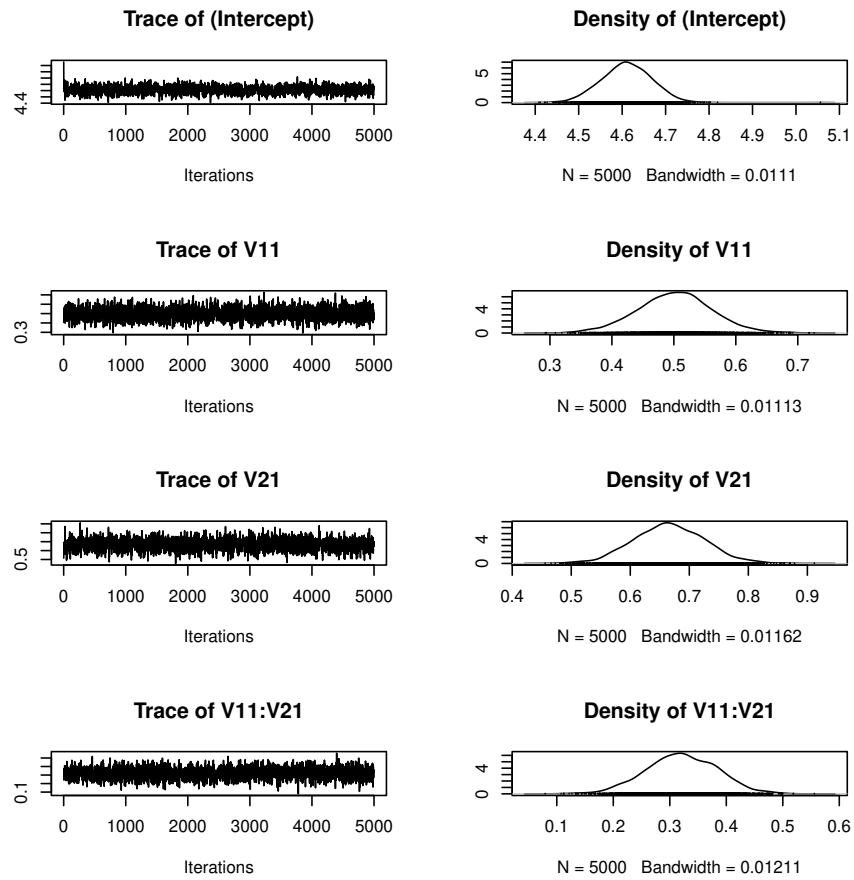 Trace of (Intercept)
4.4
0 1000 2000 3000 4000 5000
Iterations
Density of (Intercept)
0 5
4.4 4.5 4.6 4.7 4.8 4.9 5.0 5.1
N = 5000 Bandwidth = 0.0111
Trace of V11
0.3
0 1000 2000 3000 4000 5000
Iterations
Density of V11
0 4
0.3 0.4 0.5 0.6 0.7
N = 5000 Bandwidth = 0.01113
Trace of V21
0.5
0 1000 2000 3000 4000 5000
Iterations
Density of V21
0 4
0.4 0.5 0.6 0.7 0.8 0.9
N = 5000 Bandwidth = 0.01162
Trace of V11:V21
0.1
0 1000 2000 3000 4000 5000
Iterations
Density of V11:V21
0 4
0.1 0.2 0.3 0.4 0.5 0.6
N = 5000 Bandwidth = 0.01211